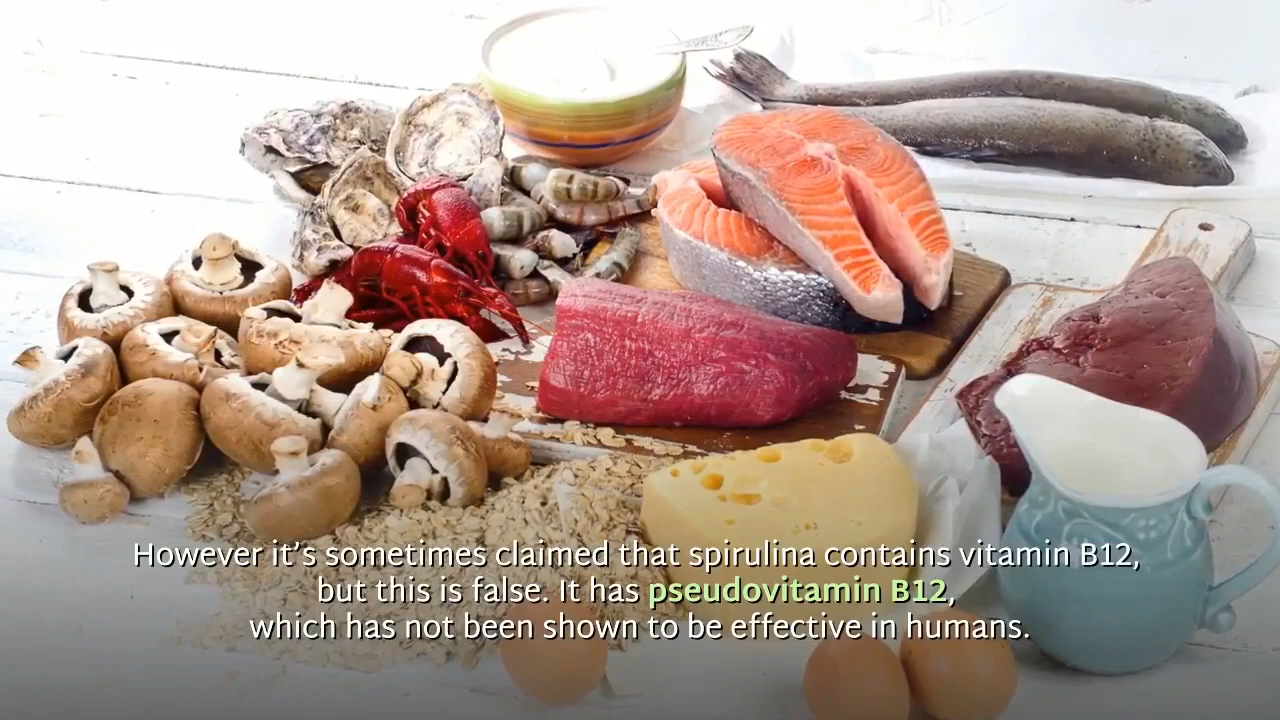 However it's sometimes claimed that spirulina contains vitamin B12,
but this is false. It has pseudovitamin B12,
which has not been shown to be effective in humans.